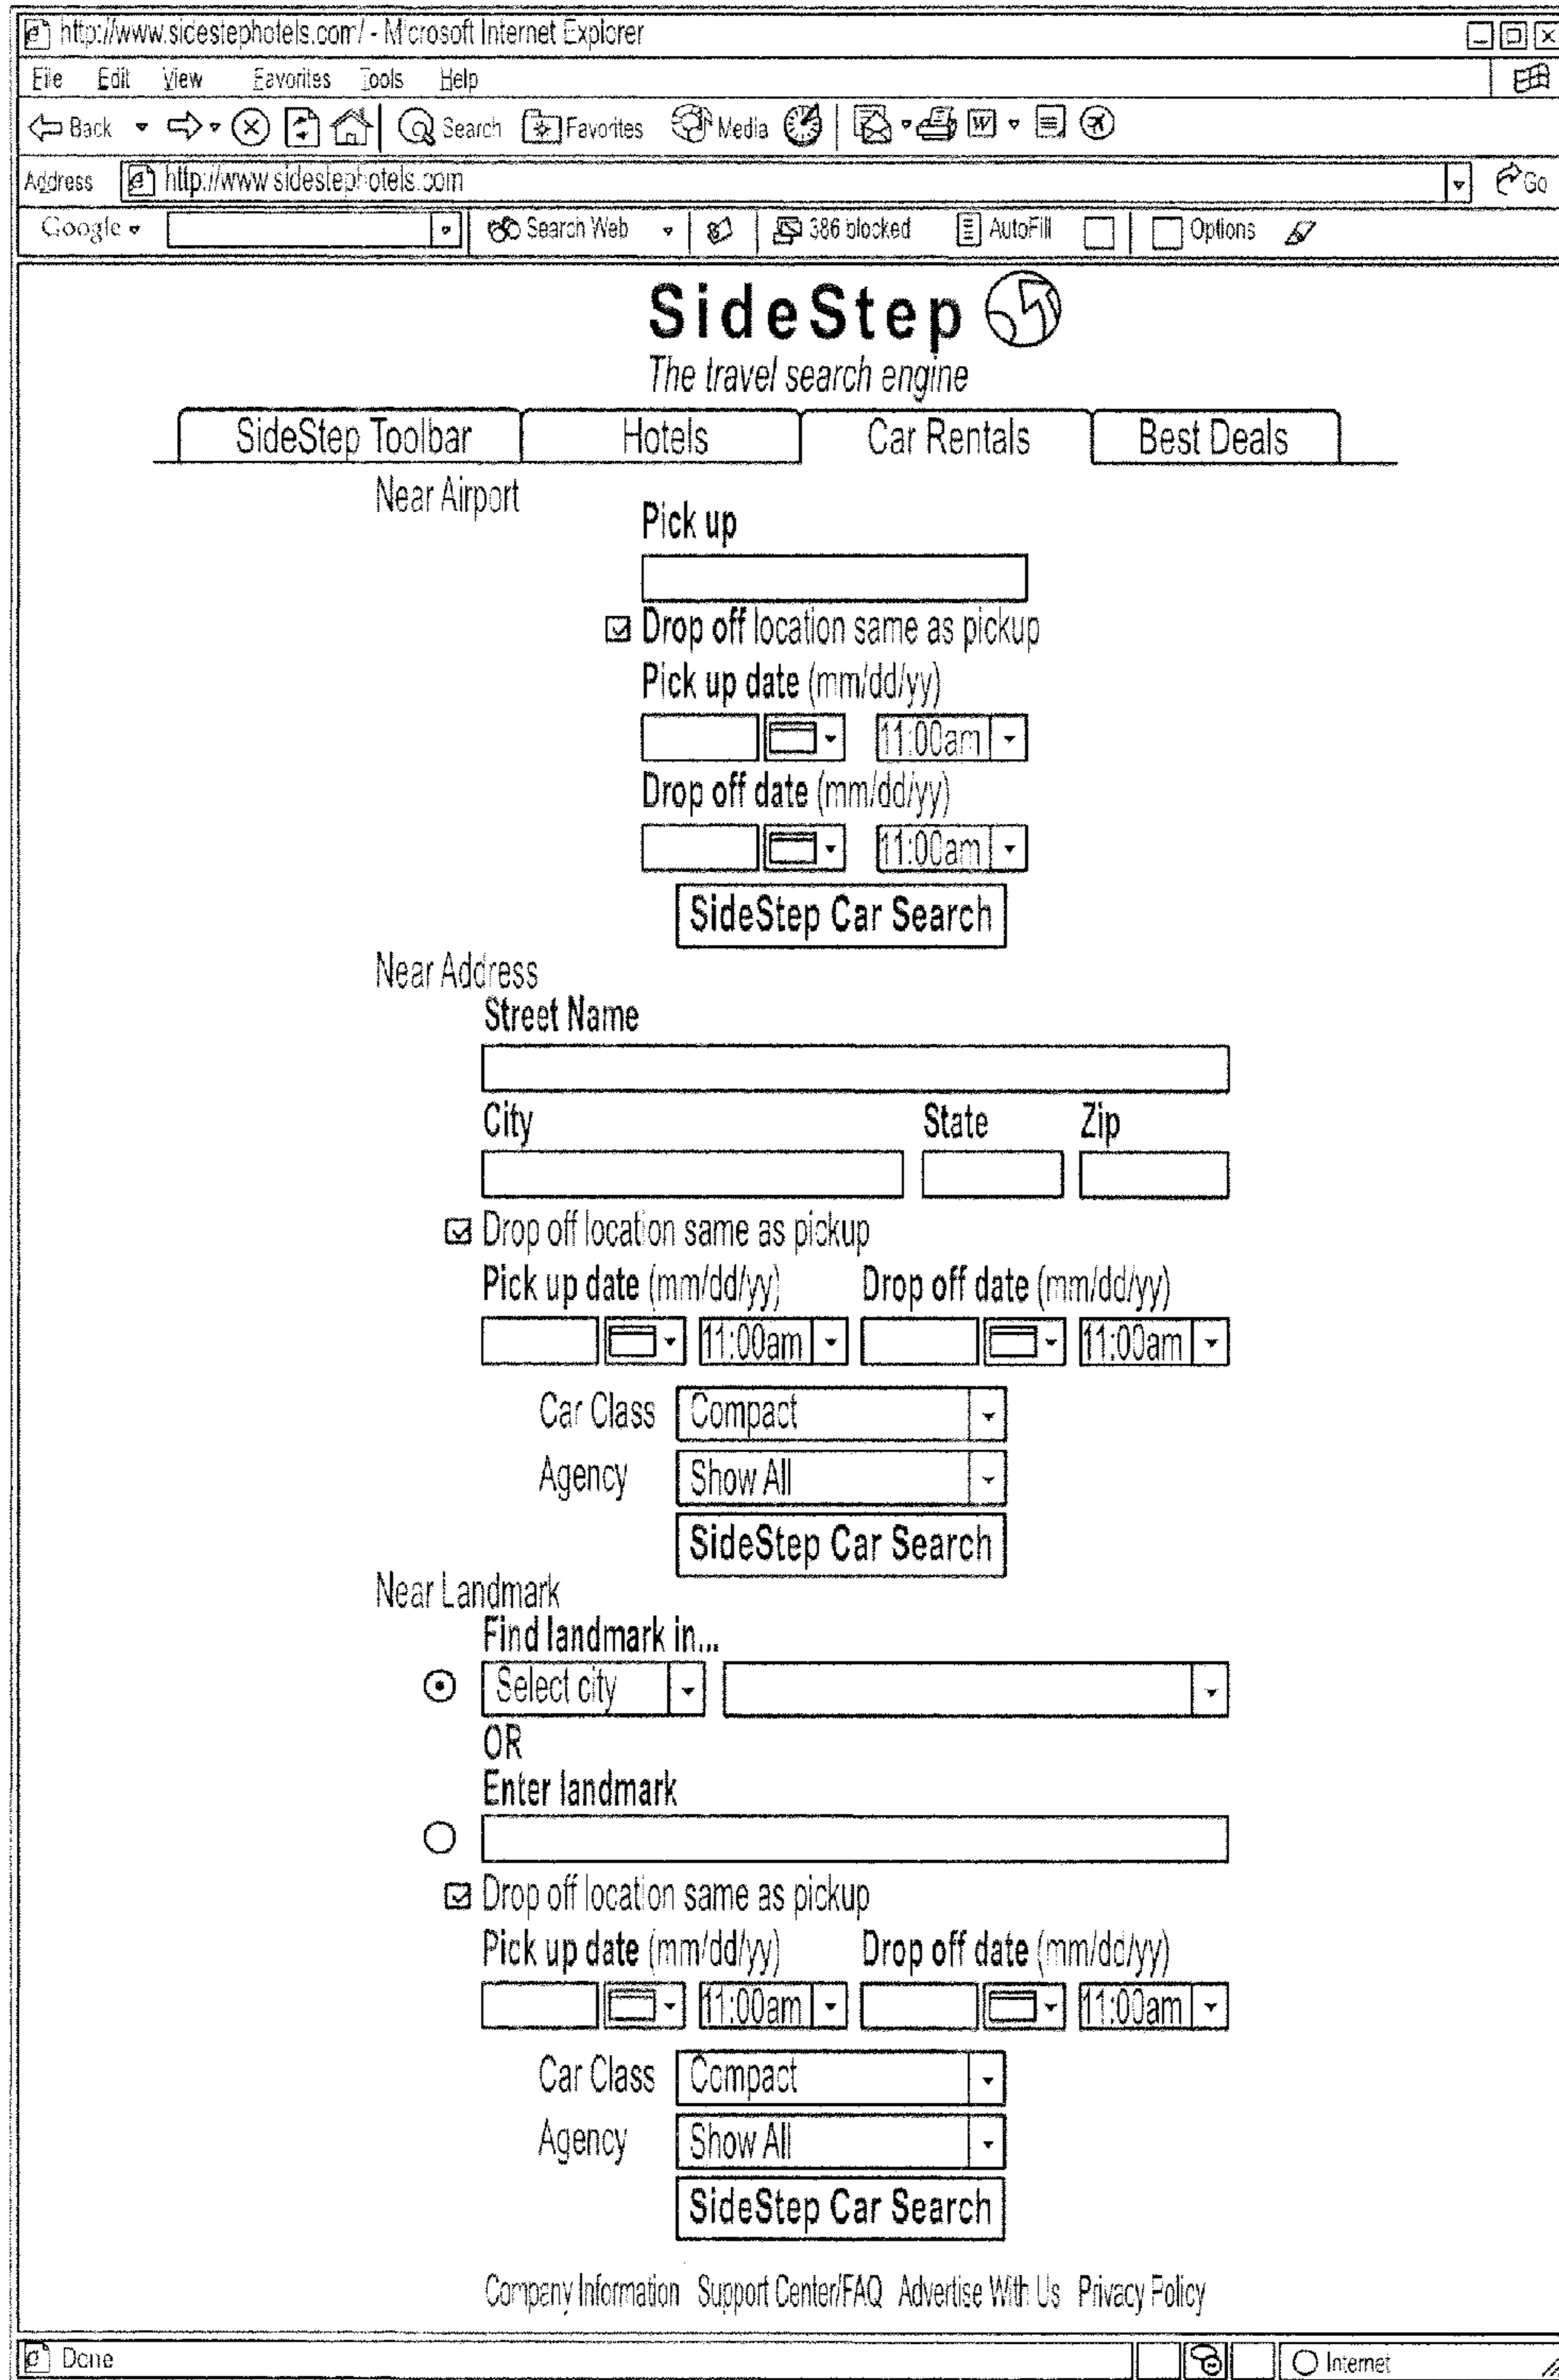 http://www.sicestephotels.com/ - Microsoft Internet Explorer
File Edit View Favorites Tools Help
Back Search Favorites Media W
Address http://www.sidestephotels.com Go
Google Search Web 386 blocked AutoFill Options
SideStep
The travel search engine
SideStep Toolbar Hotels Car Rentals Best Deals
Near Airport
Pick up
Drop off location same as pickup
Pick up date (mm/dd/yy)
11:00am
Drop off date (mm/dd/yy)
11:00am
SideStep Car Search
Near Address
Street Name
City State Zip
Drop off location same as pickup
Pick up date (mm/dd/yy) Drop off date (mm/dd/yy)
11:00am 11:00am
Car Class Compact
Agency Show All
SideStep Car Search
Near Landmark
Find landmark in...
Select city
OR
Enter landmark
Drop off location same as pickup
Pick up date (mm/dd/yy) Drop off date (mm/dd/yy)
11:00am 11:00am
Car Class Compact
Agency Show All
SideStep Car Search
Company Information Support Center/FAQ Advertise With Us Privacy Policy
Done Internet